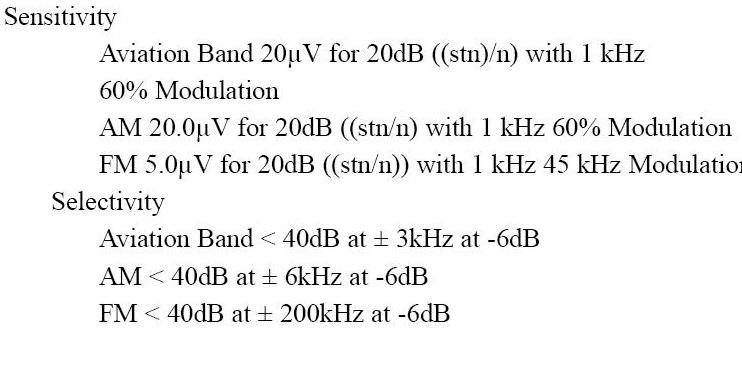 Sensitivity
Aviation Band 20µV for 20dB ((stn)/n) with 1 kHz
60% Modulation
AM 20.0µV for 20dB ((stn/n) with 1 kHz 60% Modulation
FM 5.0µV for 20dB ((stn/n)) with 1 kHz 45 kHz Modulation
Selectivity
Aviation Band < 40dB at ± 3kHz at -6dB
AM < 40dB at ± 6kHz at -6dB
FM < 40dB at ± 200kHz at -6dB